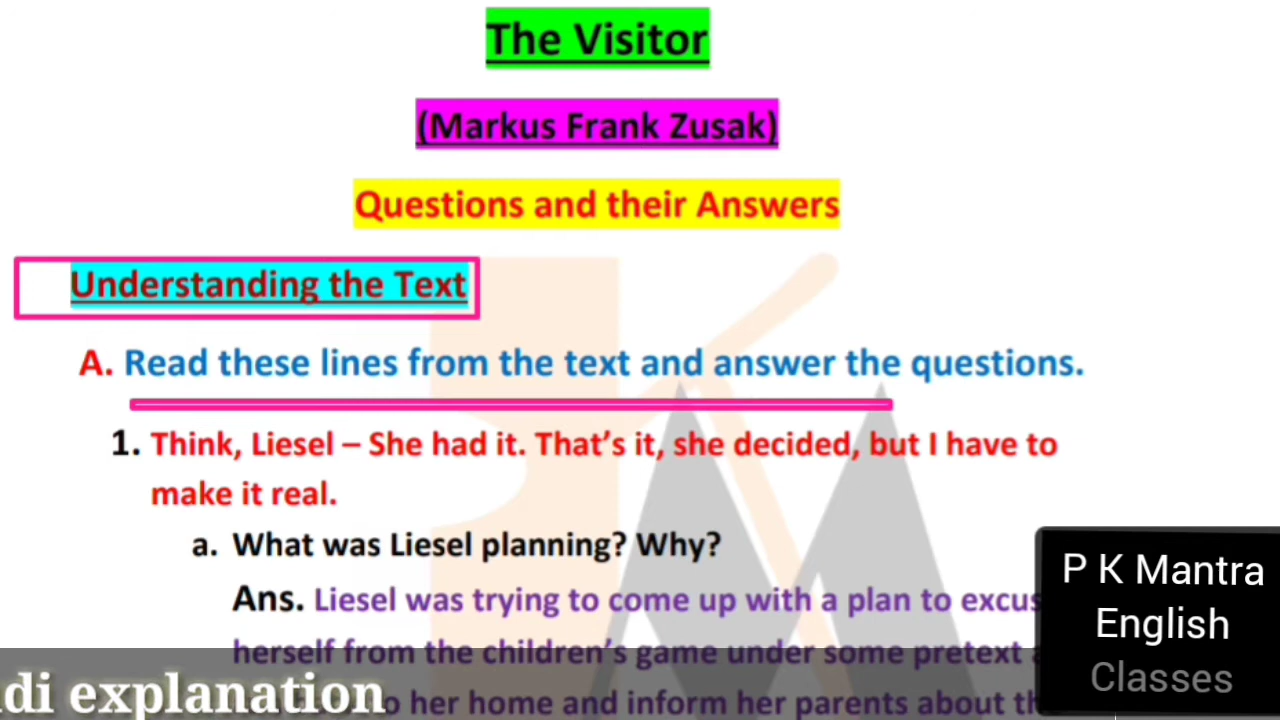 The Visitor
(Markus Frank Zusak)
Questions and their Answers
Understanding the Text
A. Read these lines from the text and answer the questions.
1. Think, Liesel – She had it. That's it, she decided, but I have to
make it real.
a. What was Liesel planning? Why?
Ans. Liesel was trying to come up with a plan to excus
herself from the children's game under some pretext
her home and inform her parents about th
explanation
P K Mantra
English
Classes